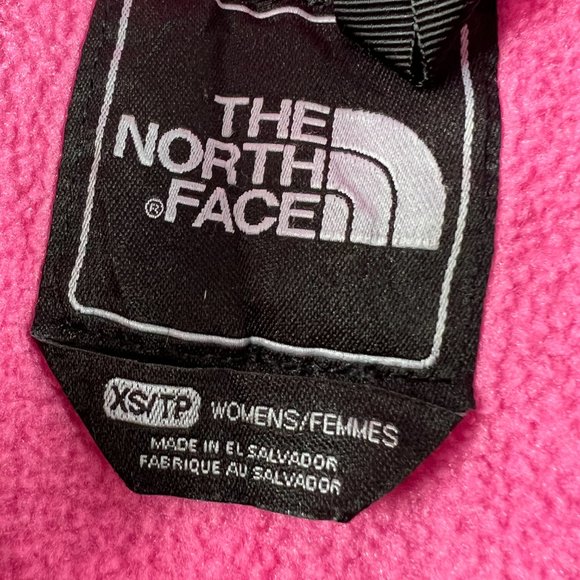 THE
NORTH
®FACE
XS/TP WOMENS/FEMMES
MADE IN EL SALVADOR
FABRIQUE AU SALVADOR